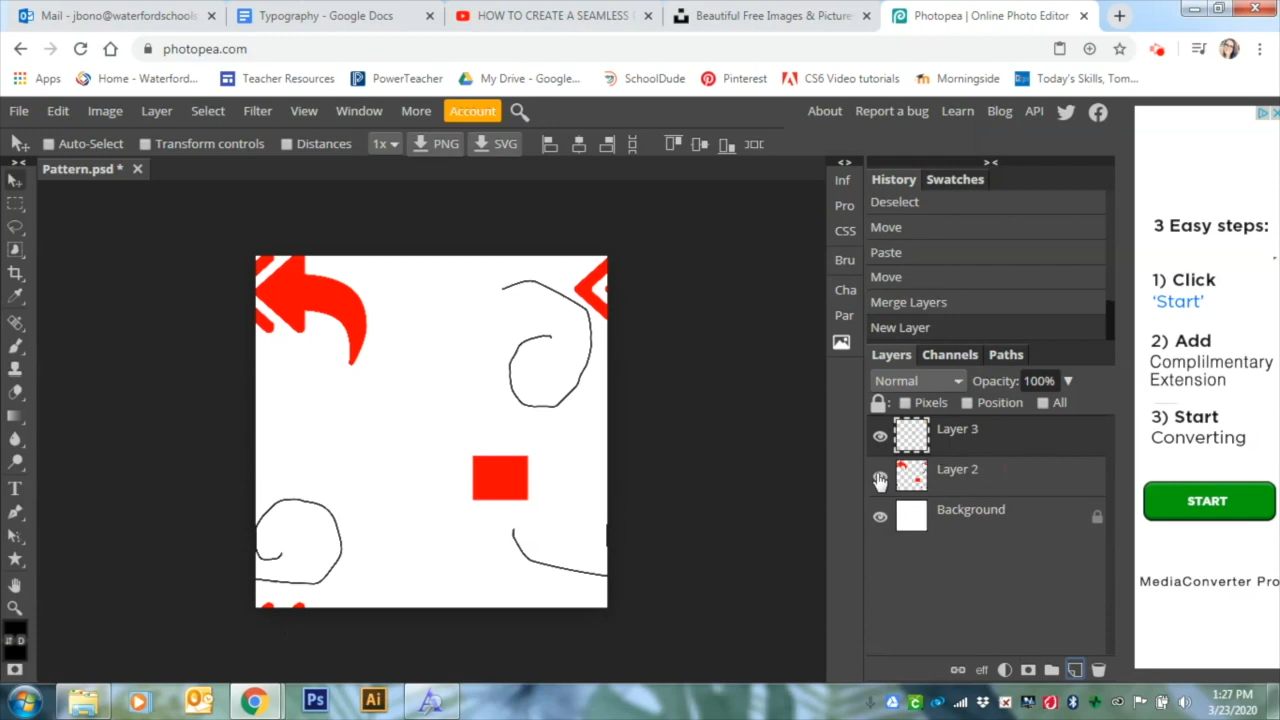 Mail - jbono@waterfordschools
Typography - Google Docs
HOW TO CREATE A SEAMLESS
Beautiful Free Images & Picture
Photopea | Online Photo Editor
photopea.com
Apps
Home - Waterford...
Teacher Resources
PowerTeacher
My Drive - Google...
SchoolDude
Pinterest
CS6 Video tutorials
Morningside
Today's Skills, Tom...
File Edit Image Layer Select Filter View Window More Account
About Report a bug Learn Blog API
Auto-Select Transform controls Distances 1x PNG SVG
Pattern.psd *
Inf
Pro
CSS
Bru
Cha
Par
History Swatches
Deselect
Move
Paste
Move
Merge Layers
New Layer
Layers Channels Paths
Normal Opacity: 100%
: Pixels Position All
Layer 3
Layer 2
Background
eff
T
D
3 Easy steps:
1) Click
'Start'
2) Add
Complimentary
Extension
3) Start
Converting
START
MediaConverter Pro
Ps
Ai
1:27 PM
3/23/2020